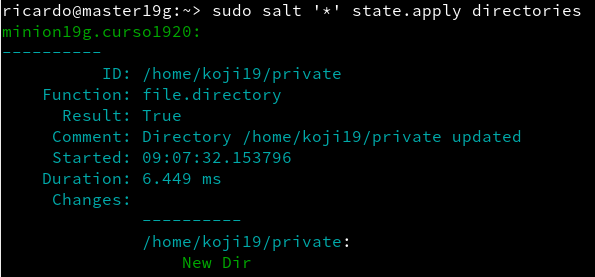 ricardo@master19g:~> sudo salt '*' state.apply directories
minion19g.curso1920:
----------
          ID: /home/koji19/private
    Function: file.directory
      Result: True
     Comment: Directory /home/koji19/private updated
     Started: 09:07:32.153796
    Duration: 6.449 ms
     Changes:
              ----------
              /home/koji19/private:
                  New Dir